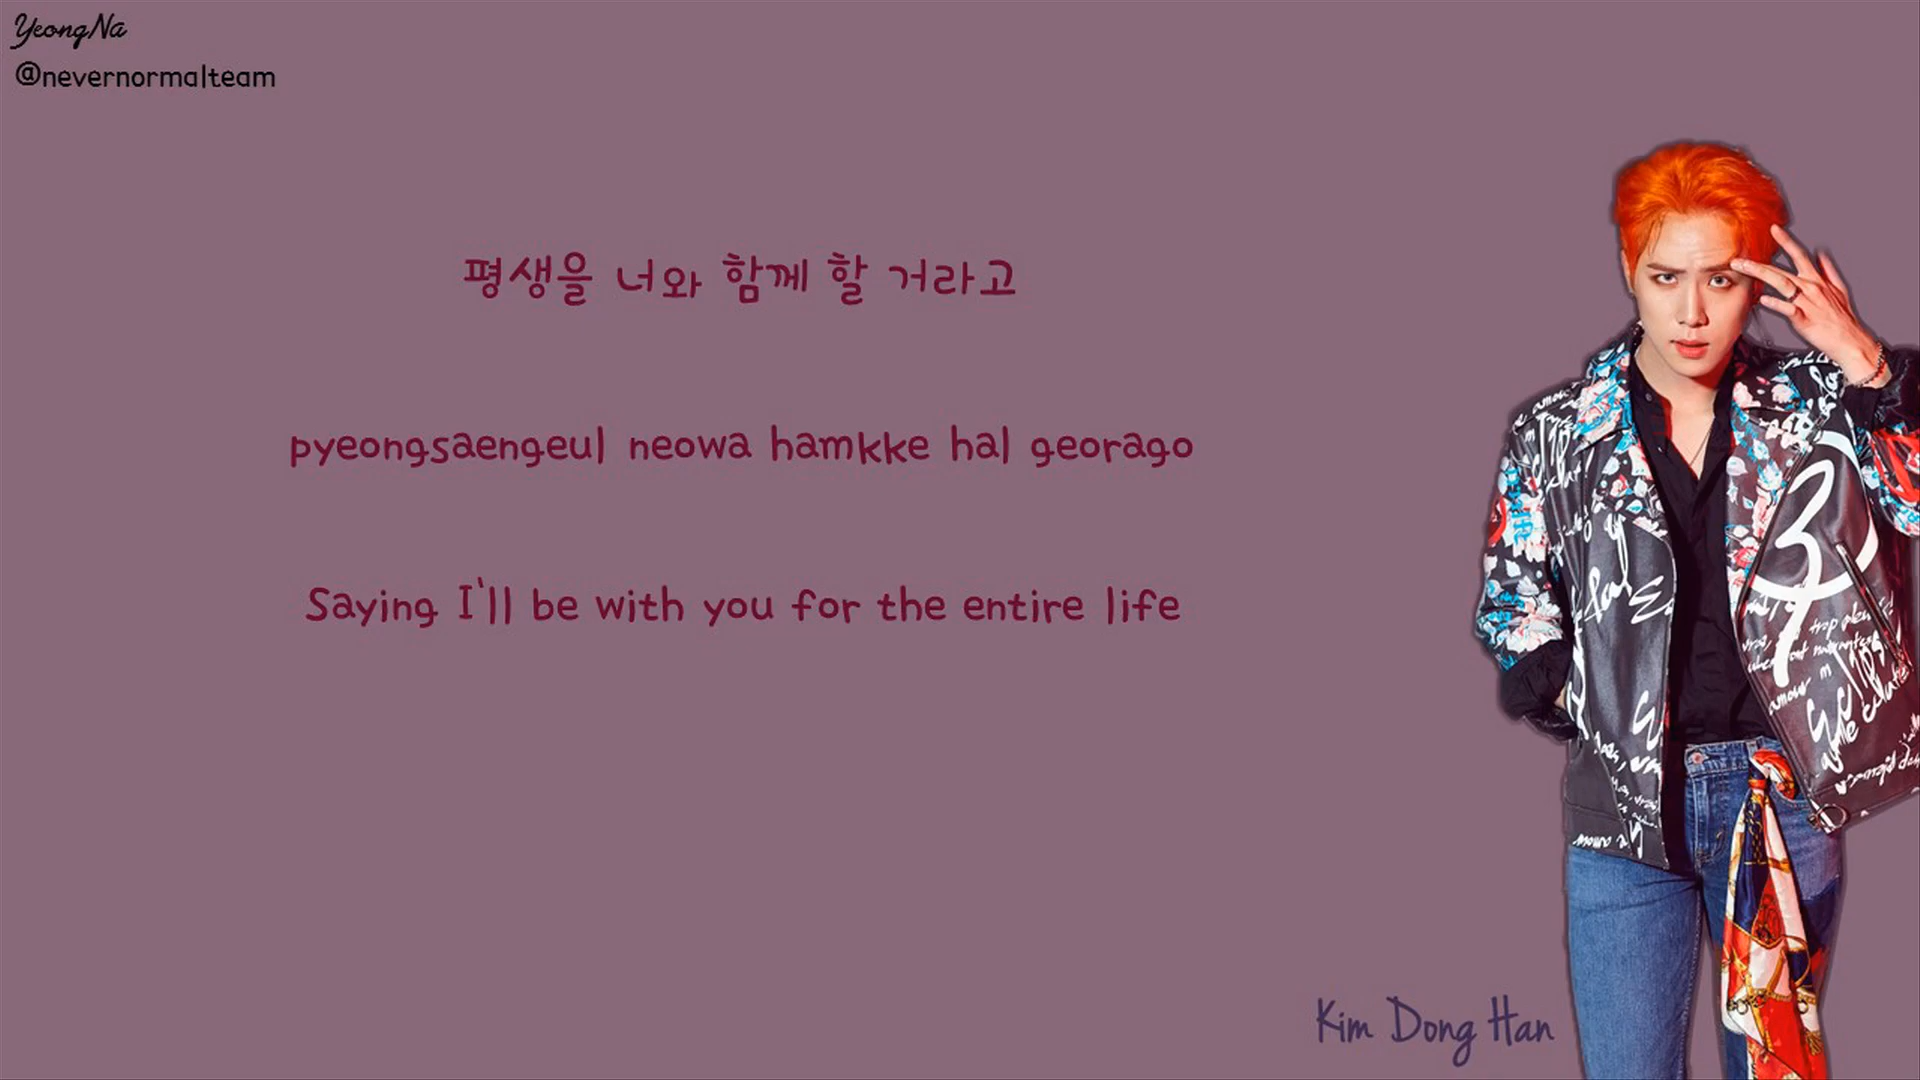 YeongNa
@nevernormalteam
평생을 너와 함께 할 거라고
pyeongsaengeul neowa hamkke hal georago
Saying I'll be with you for the entire life
Kim Dong Han